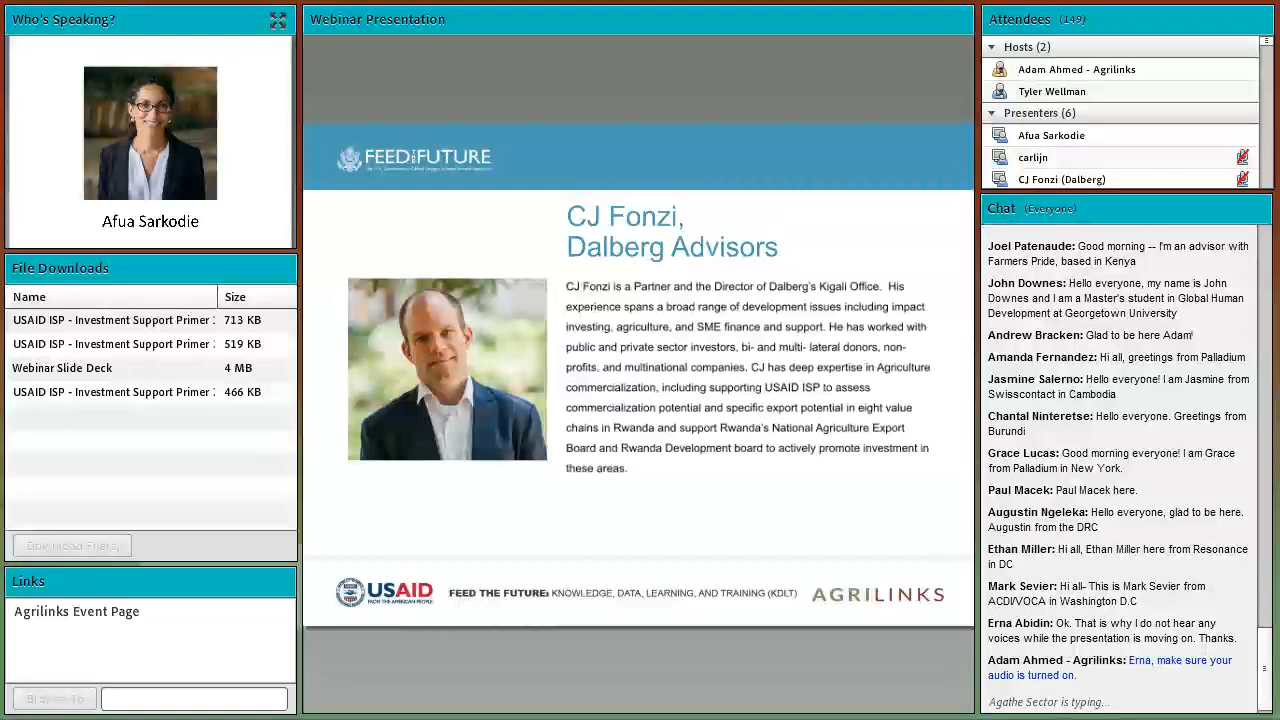 Who's Speaking?
Afua Sarkodie
File Downloads
Name Size
USAID ISP - Investment Support Primer : 713 KB
USAID ISP - Investment Support Primer : 519 KB
Webinar Slide Deck 4 MB
USAID ISP - Investment Support Primer : 466 KB
Download File(s)
Links
Agrilinks Event Page
Browse To
Webinar Presentation
FEED THE FUTURE
CJ Fonzi,
Dalberg Advisors
CJ Fonzi is a Partner and the Director of Dalberg's Kigali Office. His
experience spans a broad range of development issues including impact
investing, agriculture, and SME finance and support. He has worked with
public and private sector investors, bi- and multi- lateral donors, non-
profits, and multinational companies. CJ has deep expertise in Agriculture
commercialization, including supporting USAID ISP to assess
commercialization potential and specific export potential in eight value
chains in Rwanda and support Rwanda's National Agriculture Export
Board and Rwanda Development board to actively promote investment in
these areas.
USAID
FROM THE AMERICAN PEOPLE
FEED THE FUTURE: KNOWLEDGE, DATA, LEARNING, AND TRAINING (KDLT)
AGRILINKS
Attendees (149)
Hosts (2)
Adam Ahmed - Agrilinks
Tyler Wellman
Presenters (6)
Afua Sarkodie
carlijn
CJ Fonzi (Dalberg)
Chat (Everyone)
Joel Patenaude: Good morning -- I'm an advisor with
Farmers Pride, based in Kenya
John Downes: Hello everyone, my name is John
Downes and I am a Master's student in Global Human
Development at Georgetown University
Andrew Bracken: Glad to be here Adam!
Amanda Fernandez: Hi all, greetings from Palladium
Jasmine Salerno: Hello everyone! I am Jasmine from
Swisscontact in Cambodia
Chantal Ninteretse: Hello everyone. Greetings from
Burundi
Grace Lucas: Good morning everyone! I am Grace
from Palladium in New York.
Paul Macek: Paul Macek here.
Augustin Ngeleka: Hello everyone, glad to be here.
Augustin from the DRC
Ethan Miller: Hi all, Ethan Miller here from Resonance
in DC
Mark Sevier: Hi all- This is Mark Sevier from
ACDI/VOCA in Washington D.C
Erna Abidin: Ok. That is why I do not hear any
voices while the presentation is moving on. Thanks.
Adam Ahmed - Agrilinks: Erna, make sure your
audio is turned on.
Agathe Sector is typing...